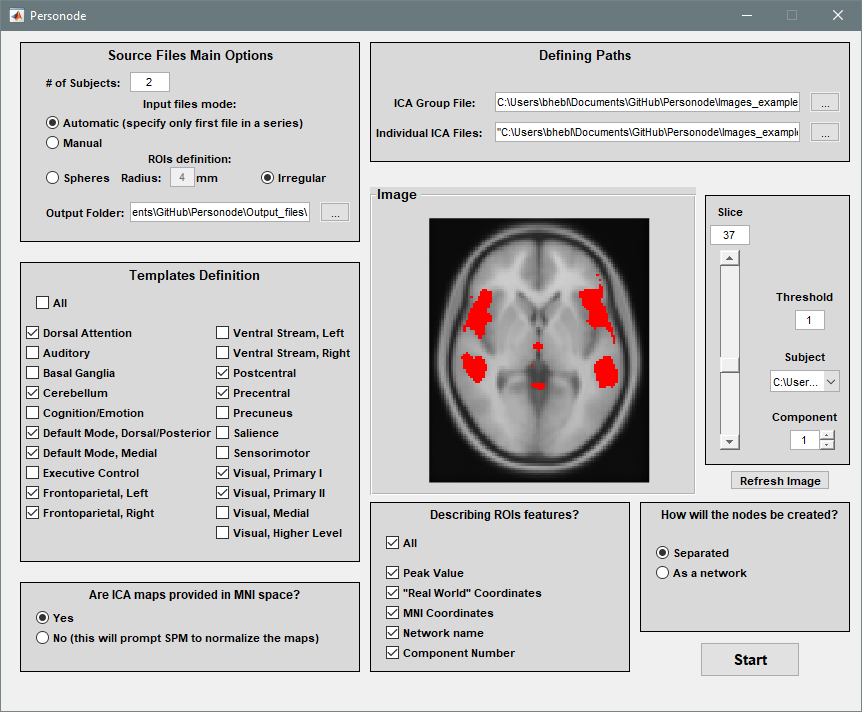 Personode
Source Files Main Options
# of Subjects: 2
Input files mode:
Automatic (specify only first file in a series)
Manual
ROIs definition:
Spheres Radius: 4 mm Irregular
Output Folder: ents\GitHub\Personode\Output_files\ ...
Defining Paths
ICA Group File: C:\Users\bhebl\Documents\GitHub\Personode\Images_example ...
Individual ICA Files: "C:\Users\bhebl\Documents\GitHub\Personode\Images_example ...
Templates Definition
All
Dorsal Attention
Auditory
Basal Ganglia
Cerebellum
Cognition/Emotion
Default Mode, Dorsal/Posterior
Default Mode, Medial
Executive Control
Frontoparietal, Left
Frontoparietal, Right
Ventral Stream, Left
Ventral Stream, Right
Postcentral
Precentral
Precuneus
Salience
Sensorimotor
Visual, Primary I
Visual, Primary II
Visual, Medial
Visual, Higher Level
Image
Slice
37
Threshold
1
Subject
C:\User...
Component
1
Refresh Image
Are ICA maps provided in MNI space?
Yes
No (this will prompt SPM to normalize the maps)
Describing ROIs features?
All
Peak Value
"Real World" Coordinates
MNI Coordinates
Network name
Component Number
How will the nodes be created?
Separated
As a network
Start